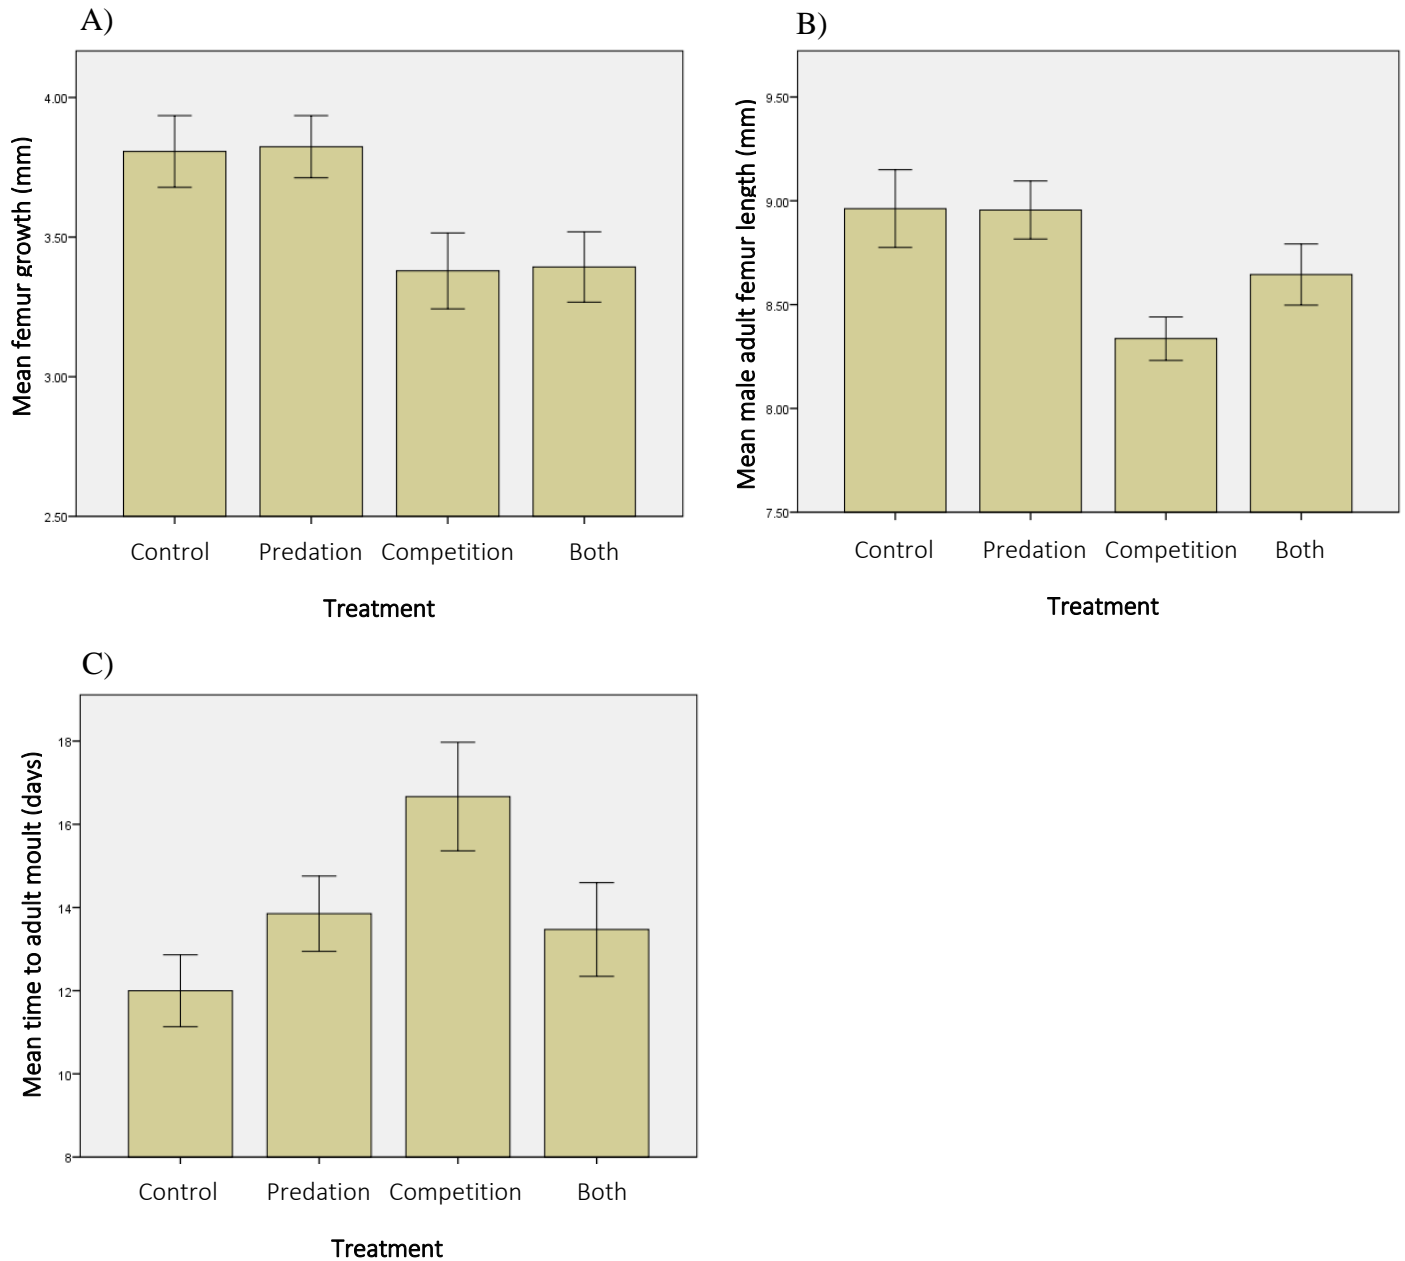 A)
Mean femur growth (mm)
4.00
3.50
3.00
2.50
Control Predation Competition Both
Treatment
B)
Mean male adult femur length (mm)
9.50
9.00
8.50
8.00
7.50
Control Predation Competition Both
Treatment
C)
Mean time to adult moult (days)
18
16
14
12
10
8
Control Predation Competition Both
Treatment